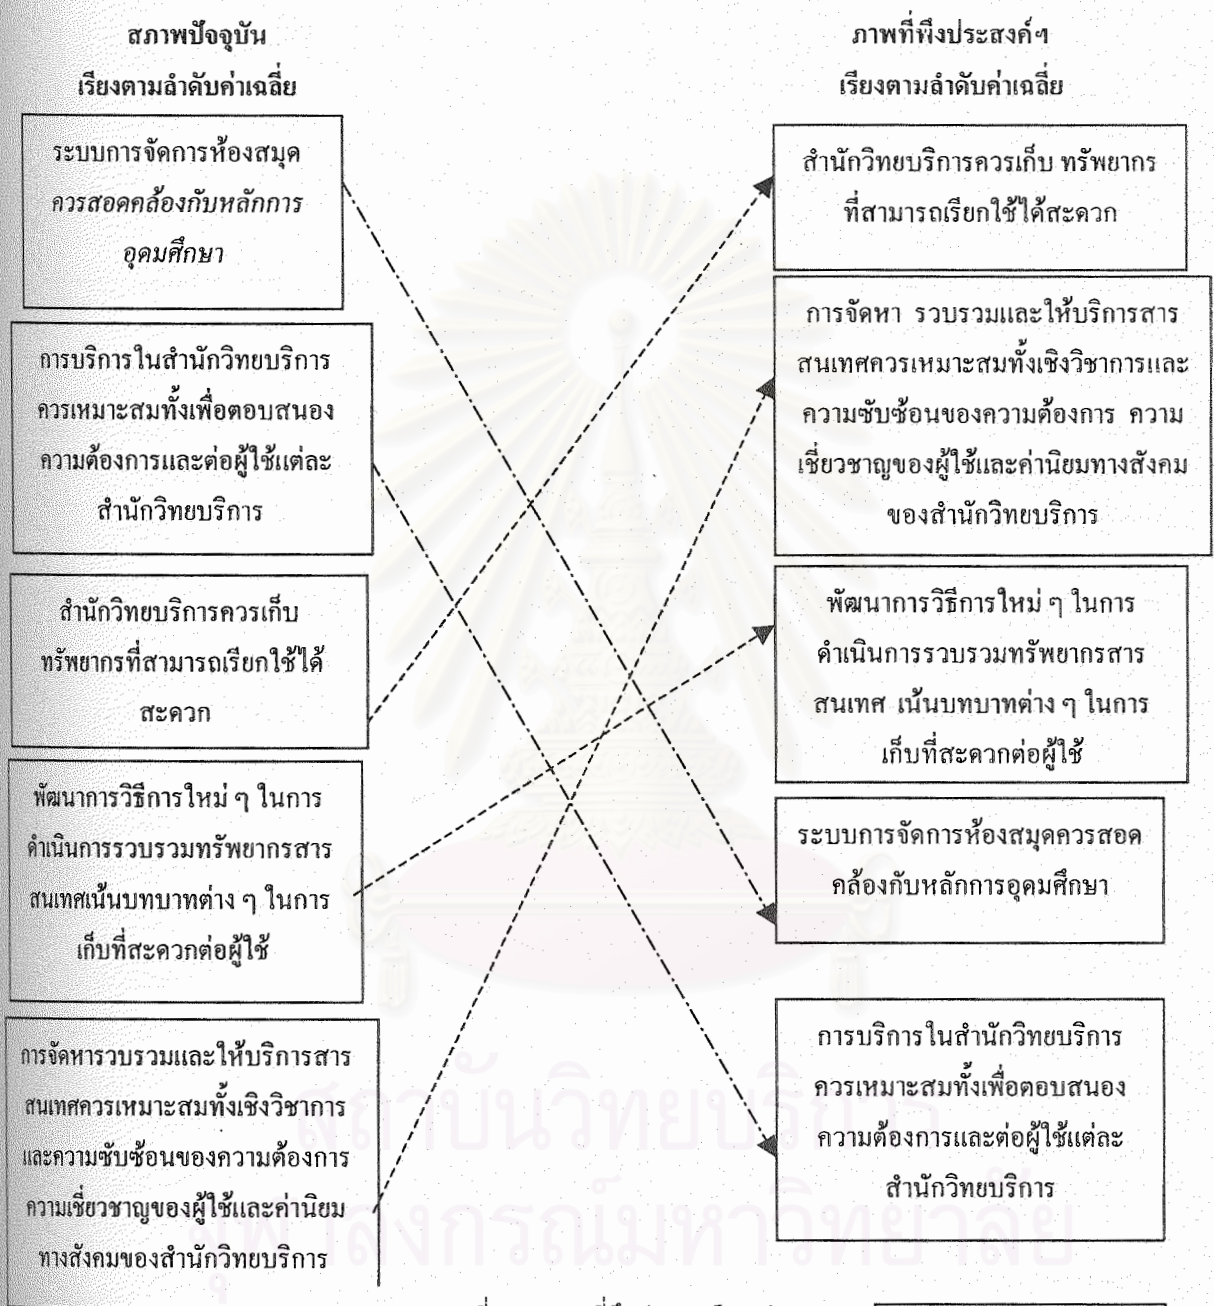 สภาพปัจจุบัน
เรียงตามลำดับค่าเฉลี่ย
ระบบการจัดการห้องสมุด
ควรสอดคล้องกับหลักการ
อุดมศึกษา
การบริการในสำนักวิทยบริการ
ควรเหมาะสมทั้งเพื่อตอบสนอง
ความต้องการและต่อผู้ใช้แต่ละ
สำนักวิทยบริการ
สำนักวิทยบริการควรเก็บ
ทรัพยากรที่สามารถเรียกใช้ได้
สะดวก
พัฒนาการวิธีการใหม่ ๆ ในการ
ดำเนินการรวบรวมทรัพยากรสาร
สนเทศเน้นบทบาทต่าง ๆ ในการ
เก็บที่สะดวกต่อผู้ใช้
การจัดหารวบรวมและให้บริการสาร
สนเทศควรเหมาะสมทั้งเชิงวิชาการ
และความซับซ้อนของความต้องการ
ความเชี่ยวชาญของผู้ใช้และค่านิยม
ทางสังคมของสำนักวิทยบริการ
ภาพที่พึงประสงค์ฯ
เรียงตามลำดับค่าเฉลี่ย
สำนักวิทยบริการควรเก็บ ทรัพยากร
ที่สามารถเรียกใช้ได้สะดวก
การจัดหา รวบรวมและให้บริการสาร
สนเทศควรเหมาะสมทั้งเชิงวิชาการและ
ความซับซ้อนของความต้องการ ความ
เชี่ยวชาญของผู้ใช้และค่านิยมทางสังคม
ของสำนักวิทยบริการ
พัฒนาการวิธีการใหม่ ๆ ในการ
ดำเนินการรวบรวมทรัพยากรสาร
สนเทศ เน้นบทบาทต่าง ๆ ในการ
เก็บที่สะดวกต่อผู้ใช้
ระบบการจัดการห้องสมุดควรสอด
คล้องกับหลักการอุดมศึกษา
การบริการในสำนักวิทยบริการ
ควรเหมาะสมทั้งเพื่อตอบสนอง
ความต้องการและต่อผู้ใช้แต่ละ
สำนักวิทยบริการ
สถาบันวิทยบริการ
จุฬาลงกรณ์มหาวิทยาลัย